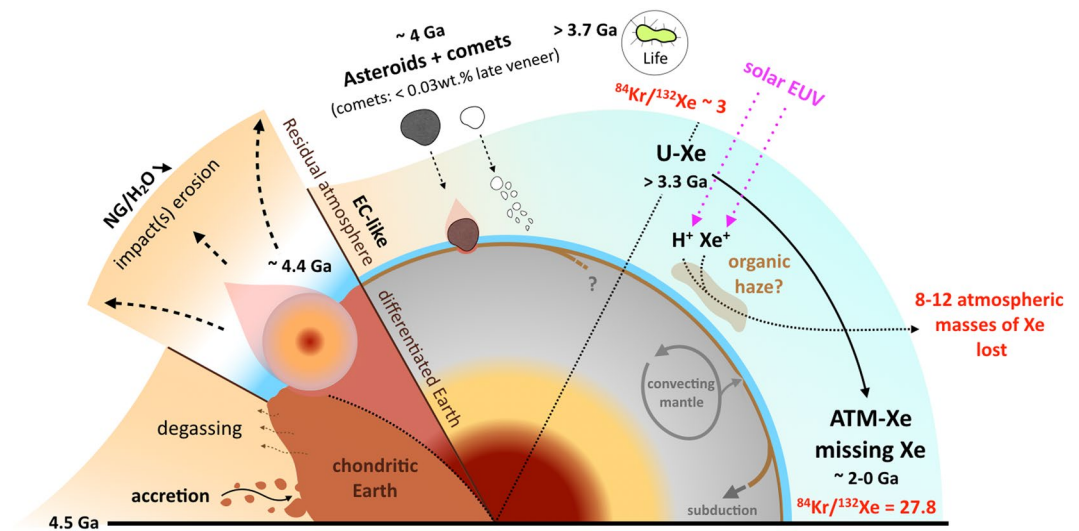 ~ 4 Ga
Asteroids + comets
(comets: < 0.03wt.% late veneer)
> 3.7 Ga
Life
solar EUV
⁸⁴Kr/¹³²Xe ~ 3
U-Xe
> 3.3 Ga
H⁺ Xe⁺
organic
haze?
8-12 atmospheric
masses of Xe
lost
NG/H₂O
impact(s) erosion
~ 4.4 Ga
Residual atmosphere
EC-like
differentiated Earth
?
convecting
mantle
ATM-Xe
missing Xe
~ 2-0 Ga
⁸⁴Kr/¹³²Xe = 27.8
degassing
accretion
chondritic
Earth
subduction
4.5 Ga